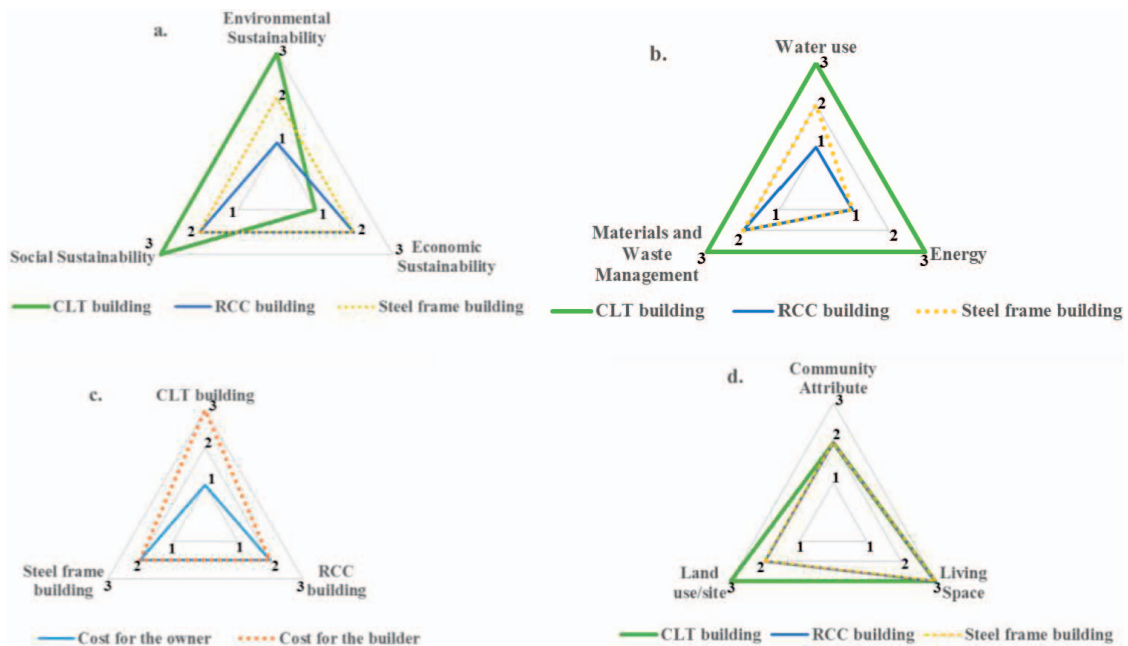 a.
Environmental
Sustainability
3
2
1
1
1
2
2
3
3
Social Sustainability
Economic
Sustainability
CLT building
RCC building
Steel frame building
b.
Water use
3
2
1
1
1
2
2
3
3
Materials and
Waste
Management
Energy
CLT building
RCC building
Steel frame building
c.
CLT building
3
2
1
1
1
2
2
3
3
Steel frame
building
RCC
building
Cost for the owner
Cost for the builder
d.
Community
Attribute
3
2
1
1
1
2
2
3
3
Land
use/site
Living
Space
CLT building
RCC building
Steel frame building